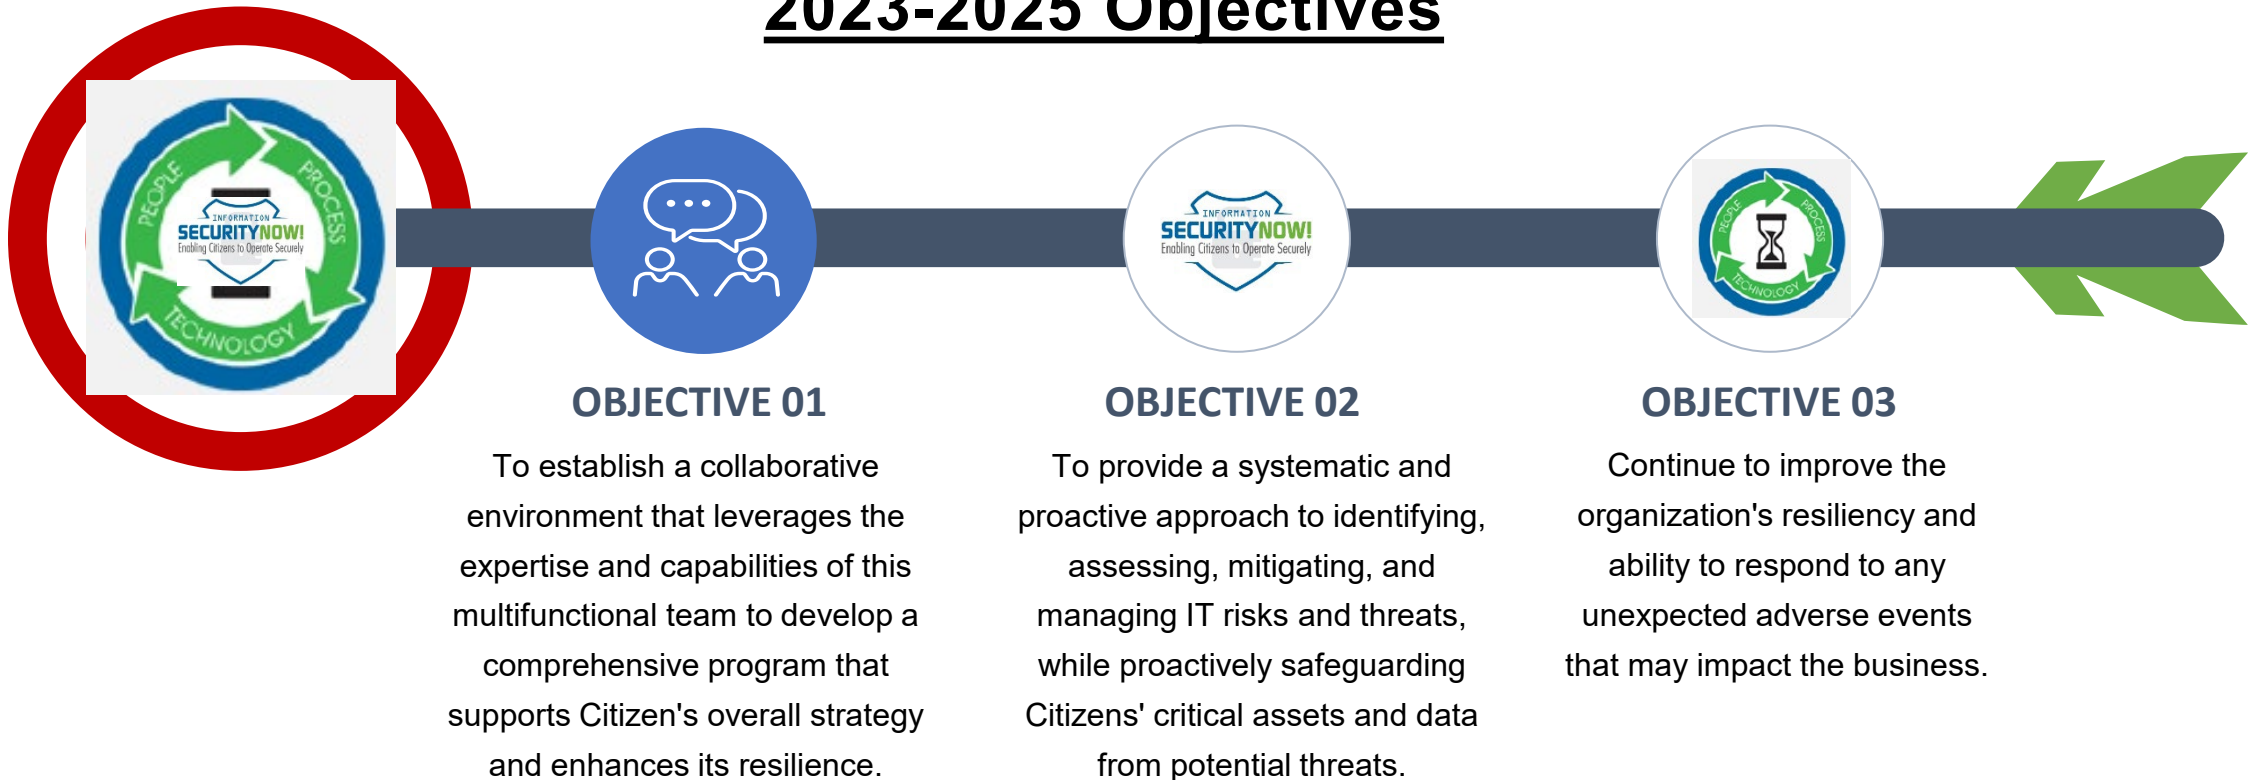 2023-2025 Objectives
PEOPLE
PROCESS
TECHNOLOGY
INFORMATION
SECURITYNOW!
Enabling Citizens to Operate Securely
INFORMATION
SECURITYNOW!
Enabling Citizens to Operate Securely
PEOPLE
PROCESS
TECHNOLOGY
OBJECTIVE 01
To establish a collaborative
environment that leverages the
expertise and capabilities of this
multifunctional team to develop a
comprehensive program that
supports Citizen's overall strategy
and enhances its resilience.
OBJECTIVE 02
To provide a systematic and
proactive approach to identifying,
assessing, mitigating, and
managing IT risks and threats,
while proactively safeguarding
Citizens' critical assets and data
from potential threats.
OBJECTIVE 03
Continue to improve the
organization's resiliency and
ability to respond to any
unexpected adverse events
that may impact the business.